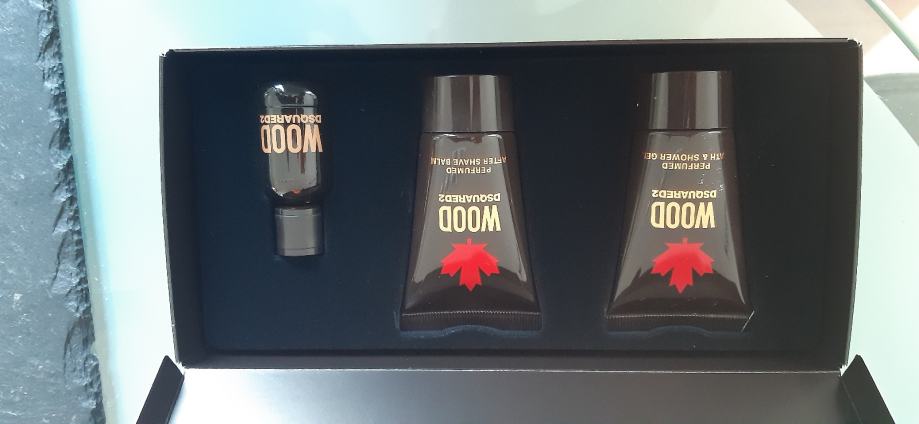 WOOD
DSQUARED2
PERFUMED
BATH & SHOWER GEL
WOOD
DSQUARED2
PERFUMED
AFTER SHAVE BALM
WOOD
DSQUARED2